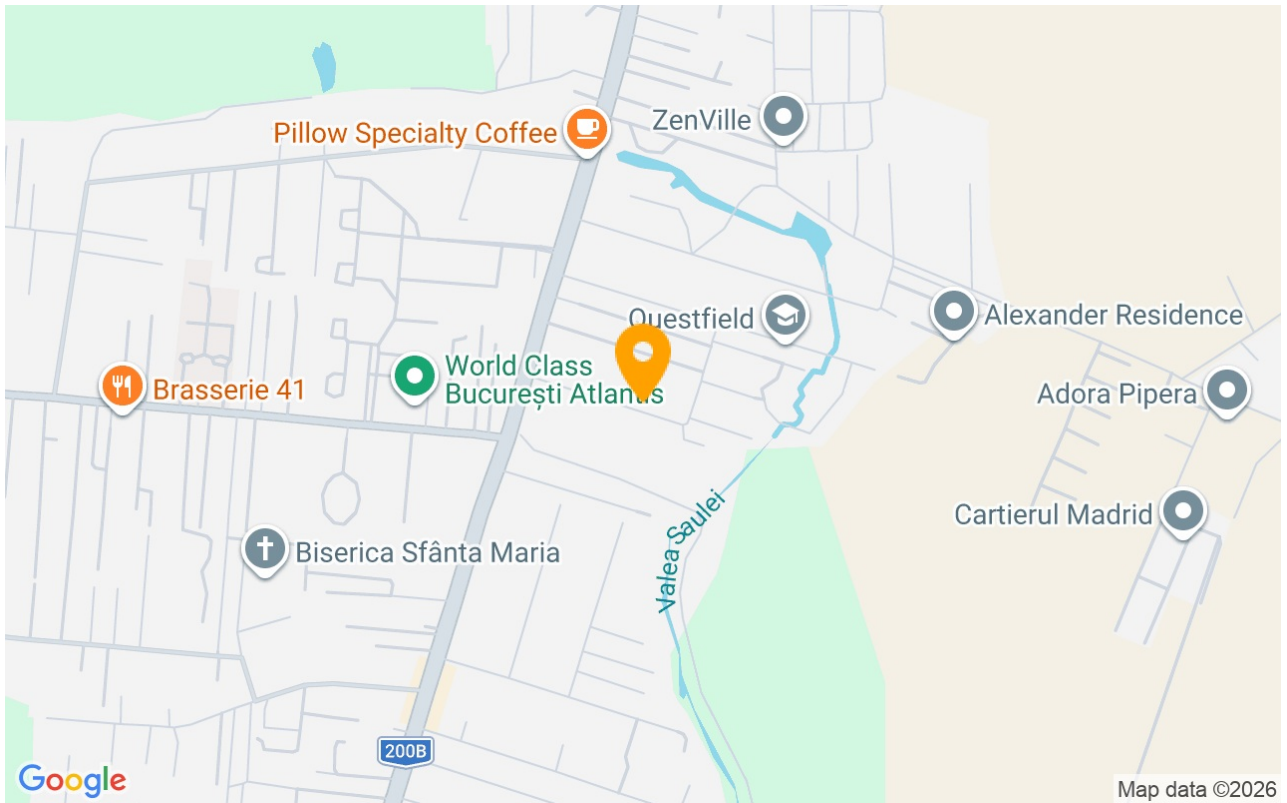 ZenVille
Pillow Specialty Coffee
Questfield
Alexander Residence
World Class
București Atlantis
Brasserie 41
Adora Pipera
Cartierul Madrid
Valea Saulei
Biserica Sfânta Maria
200B
Google
Map data ©2026